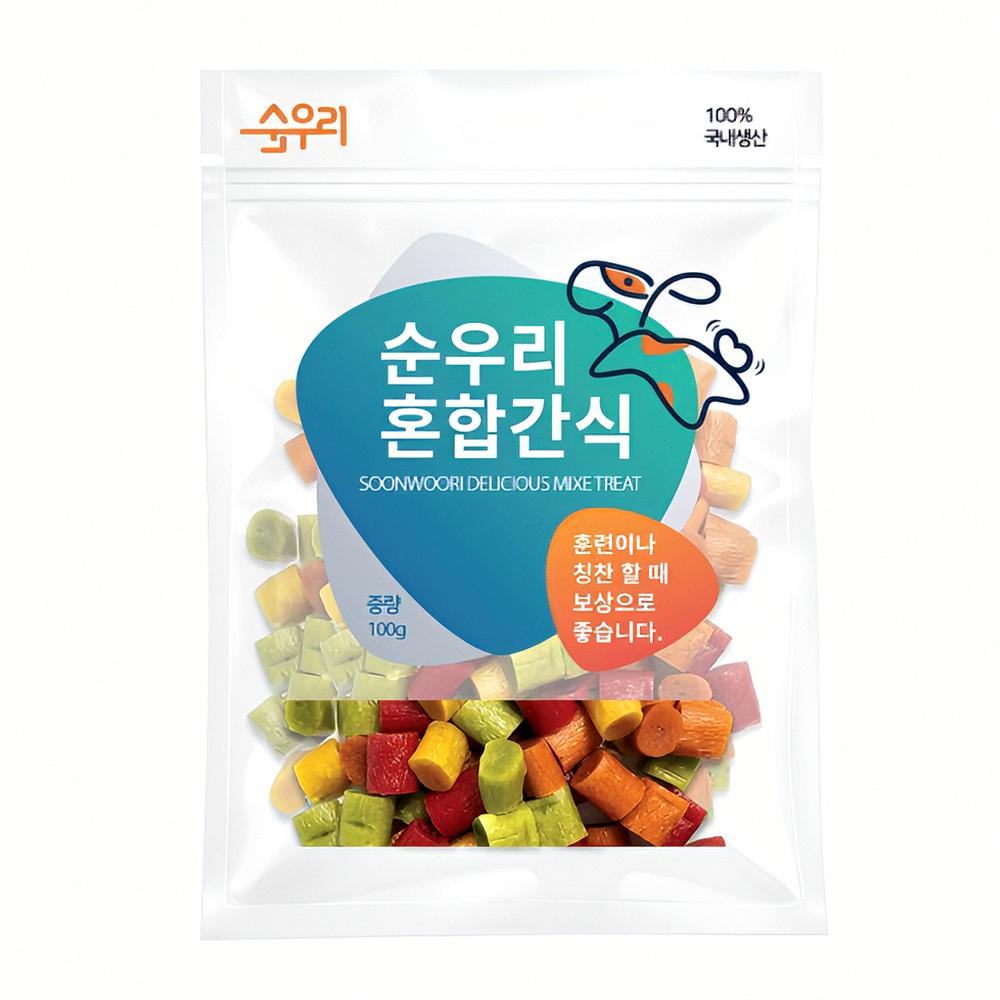 순우리
100%
국내생산
순우리
혼합간식
SOONWOORI DELICIOUS MIXE TREAT
훈련이나
칭찬 할 때
보상으로
좋습니다.
중량
100g